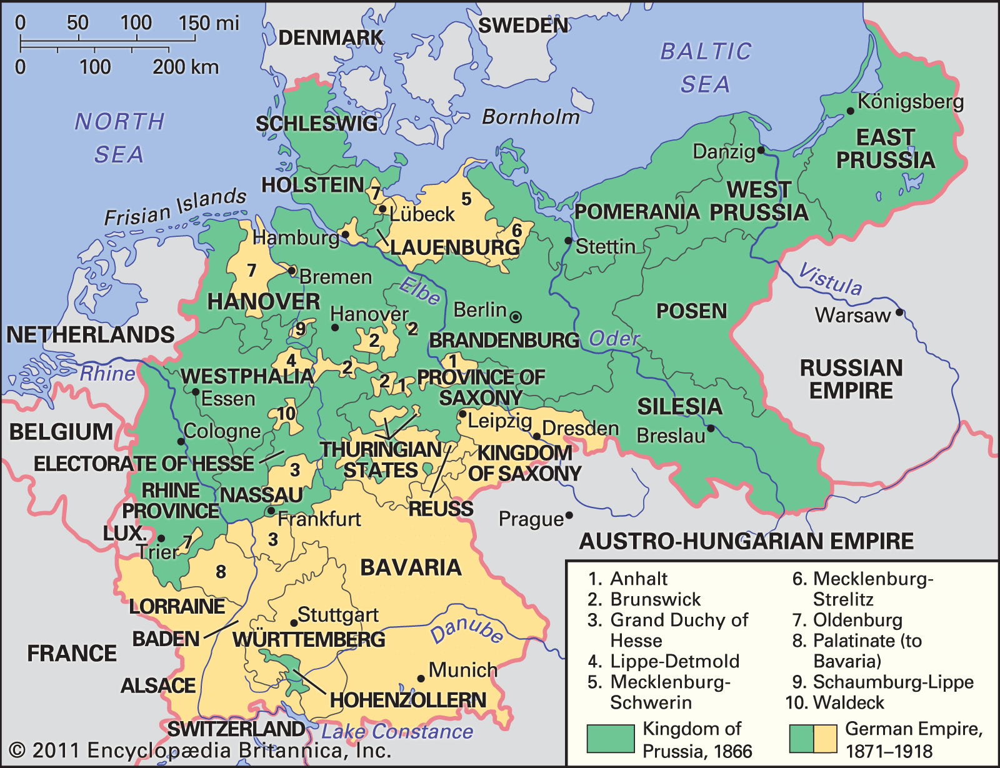 0 50 100 150 mi
0 100 200 km
DENMARK
SWEDEN
BALTIC
SEA
NORTH
SEA
SCHLESWIG
Bornholm
Königsberg
EAST
PRUSSIA
Danzig
HOLSTEIN
7
5
WEST
PRUSSIA
POMERANIA
Frisian Islands
Lübeck
6
Hamburg
LAUENBURG
Stettin
7
Bremen
Elbe
Vistula
HANOVER
Hanover
Berlin
POSEN
Warsaw
9
2
2
NETHERLANDS
BRANDENBURG
Oder
4
2
1
RUSSIAN
EMPIRE
Rhine
WESTPHALIA
2
1
PROVINCE OF
SAXONY
Essen
SILESIA
10
Leipzig
Dresden
BELGIUM
Cologne
Breslau
THURINGIAN
STATES
KINGDOM
OF SAXONY
ELECTORATE OF HESSE
3
RHINE
PROVINCE
NASSAU
REUSS
Frankfurt
Prague
LUX.
Trier
7
3
AUSTRO-HUNGARIAN EMPIRE
8
BAVARIA
LORRAINE
Stuttgart
BADEN
WÜRTTEMBERG
Danube
FRANCE
Munich
ALSACE
HOHENZOLLERN
SWITZERLAND
Lake Constance
1. Anhalt
2. Brunswick
3. Grand Duchy of
Hesse
4. Lippe-Detmold
5. Mecklenburg-
Schwerin
6. Mecklenburg-
Strelitz
7. Oldenburg
8. Palatinate (to
Bavaria)
9. Schaumburg-Lippe
10. Waldeck
Kingdom of
Prussia, 1866
German Empire,
1871–1918
© 2011 Encyclopædia Britannica, Inc.